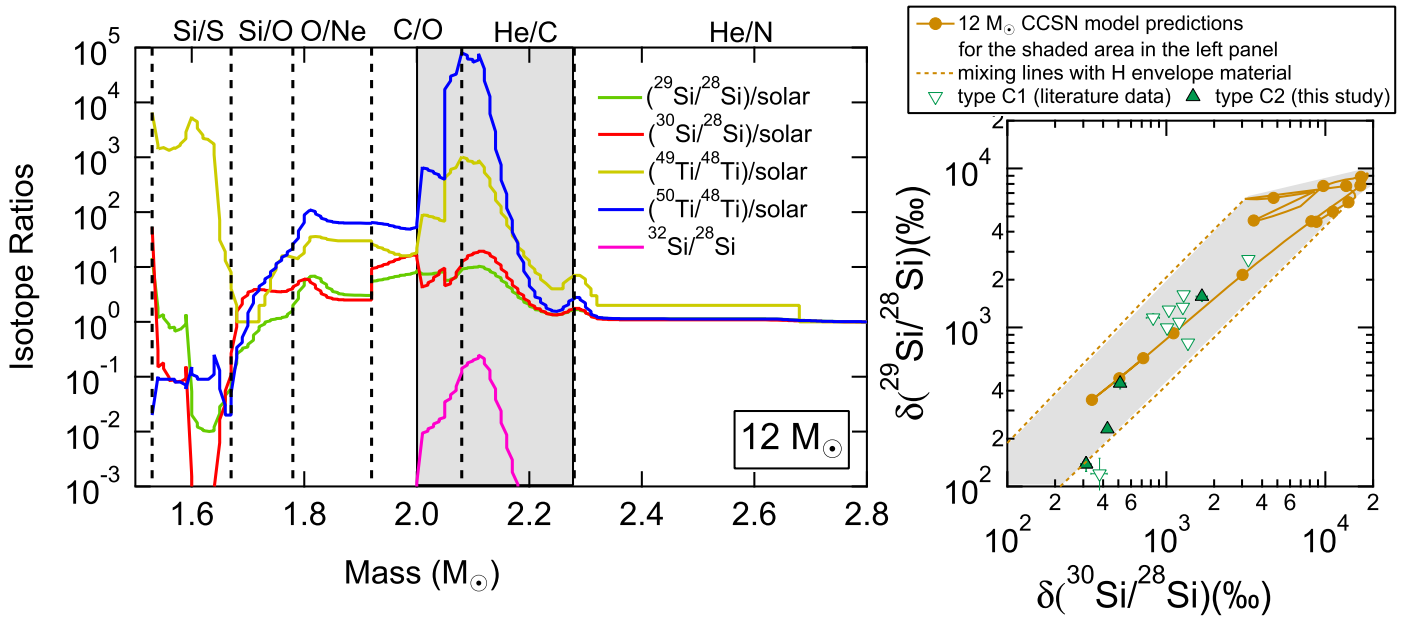 Si/S Si/O O/Ne C/O He/C He/N
10^5
10^4
10^3
10^2
10^1
10^0
10^-1
10^-2
10^-3
Isotope Ratios
(^29Si/^28Si)/solar
(^30Si/^28Si)/solar
(^49Ti/^48Ti)/solar
(^50Ti/^48Ti)/solar
^32Si/^28Si
12 M☉
1.6 1.8 2.0 2.2 2.4 2.6 2.8
Mass (M☉)
12 M☉ CCSN model predictions
for the shaded area in the left panel
mixing lines with H envelope material
type C1 (literature data) type C2 (this study)
2
10^4
6
4
2
10^3
6
4
2
10^2
δ(^29Si/^28Si)(‰)
10^2 2 4 6 10^3 2 4 6 10^4 2
δ(^30Si/^28Si)(‰)